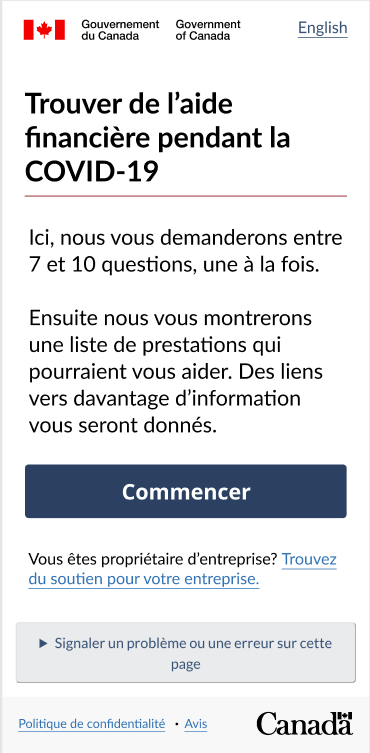 Gouvernement
du Canada
Government
of Canada
English
Trouver de l’aide
financière pendant la
COVID-19
Ici, nous vous demanderons entre
7 et 10 questions, une à la fois.
Ensuite nous vous montrerons
une liste de prestations qui
pourraient vous aider. Des liens
vers davantage d’information
vous seront donnés.
Commencer
Vous êtes propriétaire d’entreprise? Trouvez
du soutien pour votre entreprise.
► Signaler un problème ou une erreur sur cette
page
Politique de confidentialité • Avis
Canada